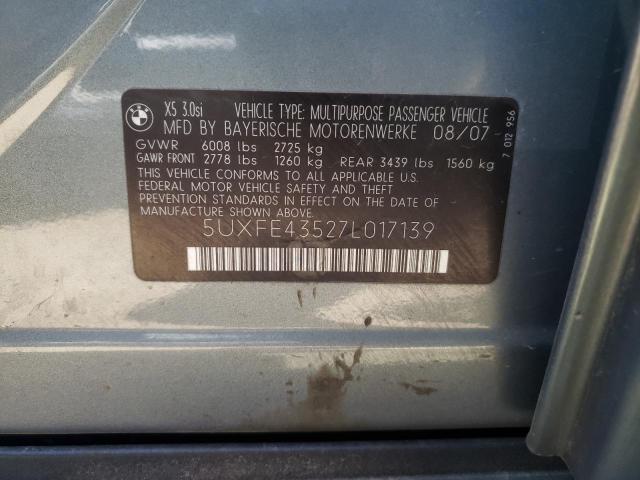 BMW
X5 3.0si VEHICLE TYPE: MULTIPURPOSE PASSENGER VEHICLE
MFD BY BAYERISCHE MOTORENWERKE 08/07
GVWR 6008 lbs 2725 kg
GAWR FRONT 2778 lbs 1260 kg REAR 3439 lbs 1560 kg
THIS VEHICLE CONFORMS TO ALL APPLICABLE U.S.
FEDERAL MOTOR VEHICLE SAFETY AND THEFT
PREVENTION STANDARDS IN EFFECT ON THE DATE OF
MANUFACTURE SHOWN ABOVE.
5UXFE43527L017139
7 012 956